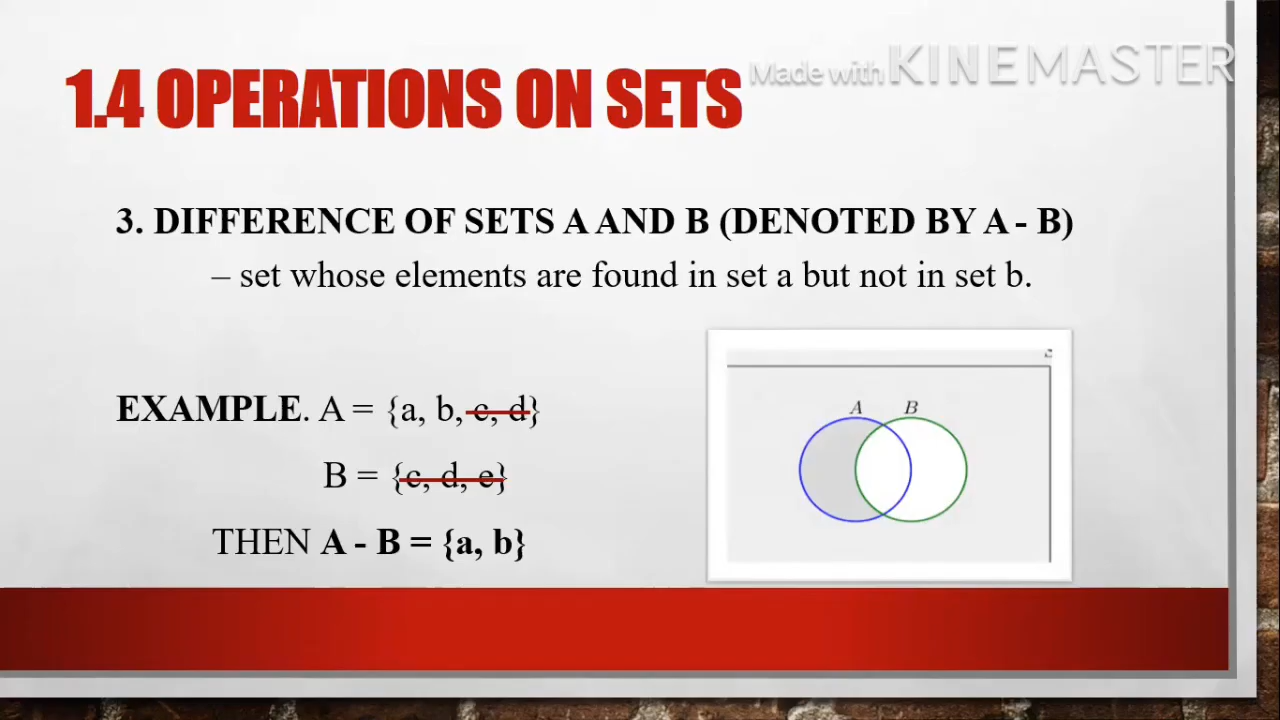 1.4 OPERATIONS ON SETS
Made with KINEMASTER
3. DIFFERENCE OF SETS A AND B (DENOTED BY A - B)
– set whose elements are found in set a but not in set b.
EXAMPLE. A = {a, b, c, d}
B = {c, d, e}
THEN A - B = {a, b}
A B